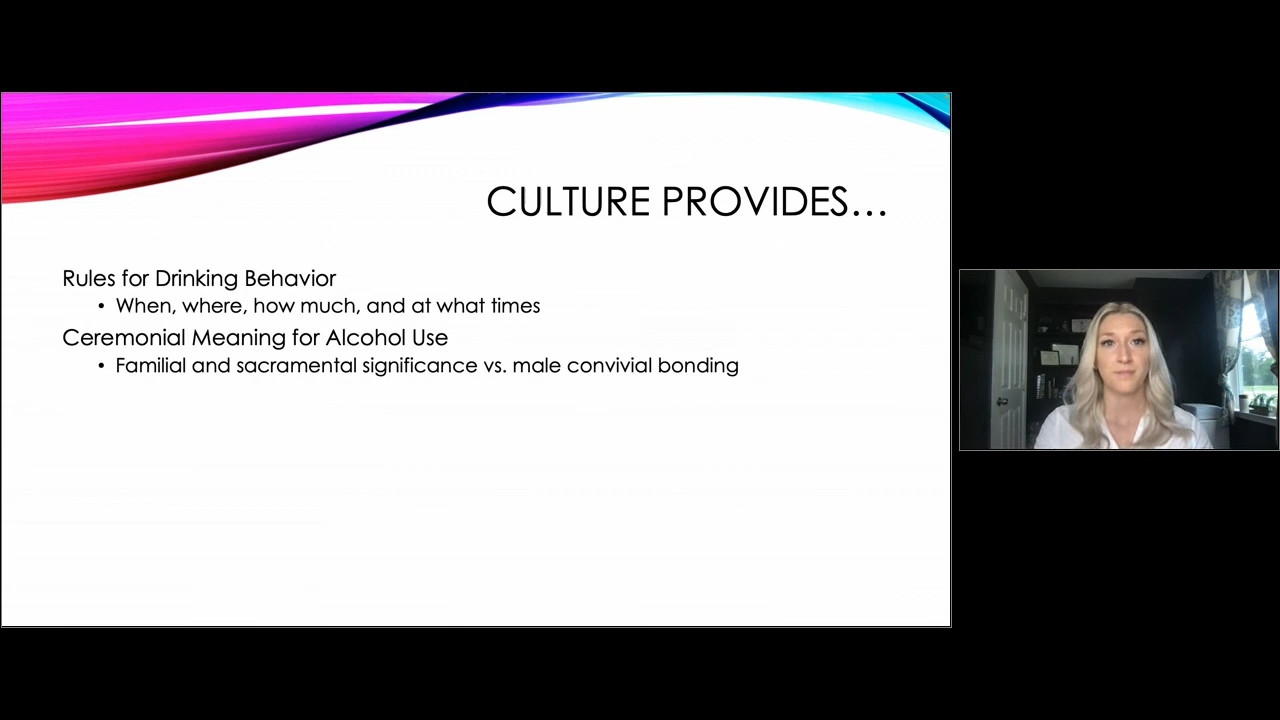 CULTURE PROVIDES…
Rules for Drinking Behavior
• When, where, how much, and at what times
Ceremonial Meaning for Alcohol Use
• Familial and sacramental significance vs. male convivial bonding